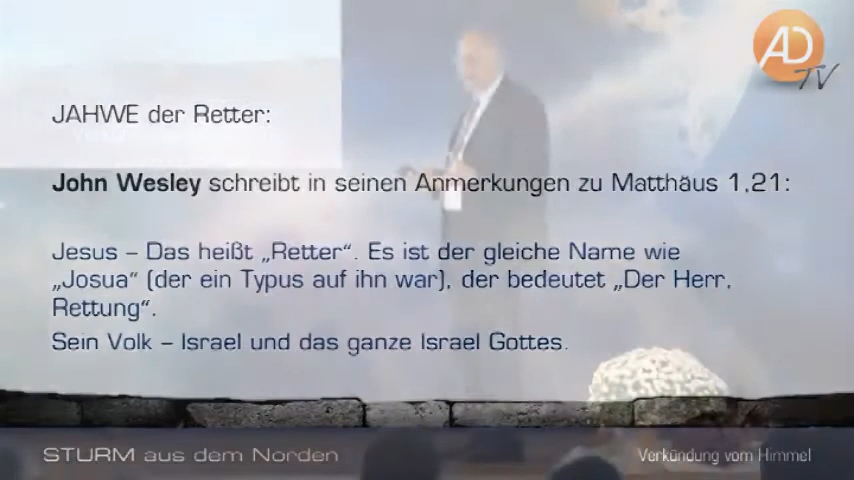 AD
TV
JAHWE der Retter:
John Wesley schreibt in seinen Anmerkungen zu Matthäus 1,21:
Jesus – Das heißt „Retter“. Es ist der gleiche Name wie
„Josua“ (der ein Typus auf ihn war), der bedeutet „Der Herr,
Rettung“.
Sein Volk – Israel und das ganze Israel Gottes.
STURM aus dem Norden
Verkündung vom Himmel